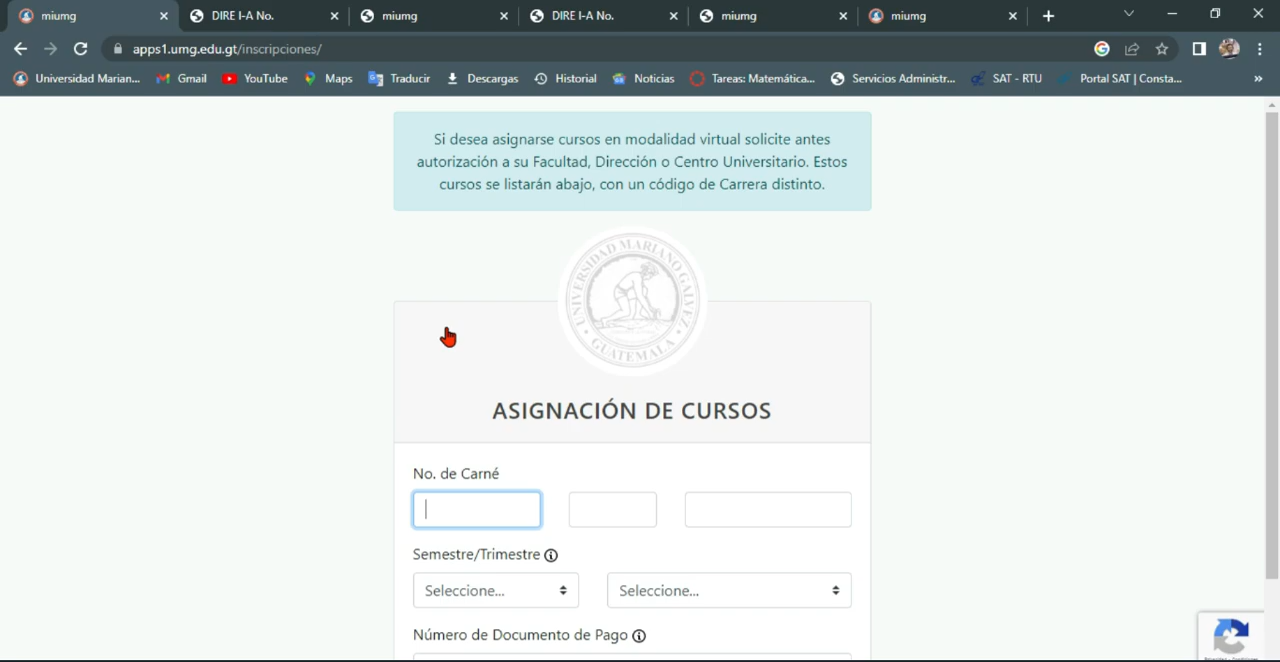 miumg
DIRE I-A No.
miumg
DIRE I-A No.
miumg
miumg
apps1.umg.edu.gt/inscripciones/
Universidad Marian...
Gmail
YouTube
Maps
Traducir
Descargas
Historial
Noticias
Tareas: Matemática...
Servicios Administr...
SAT - RTU
Portal SAT | Consta...
Si desea asignarse cursos en modalidad virtual solicite antes
autorización a su Facultad, Dirección o Centro Universitario. Estos
cursos se listarán abajo, con un código de Carrera distinto.
UNIVERSIDAD MARIANO GALVEZ
GUATEMALA
ASIGNACIÓN DE CURSOS
No. de Carné
Semestre/Trimestre
Seleccione...
Seleccione...
Número de Documento de Pago